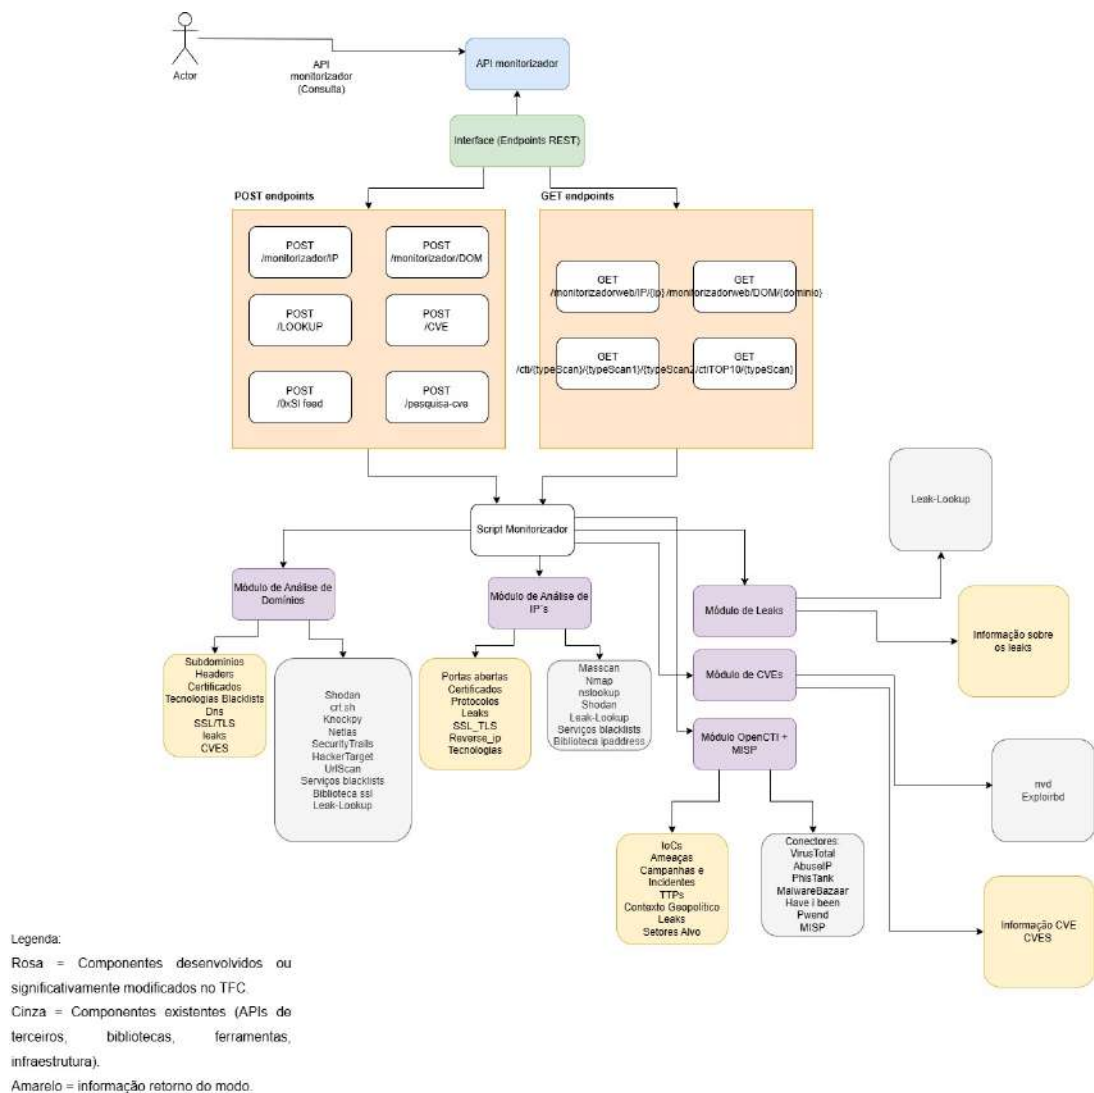 Actor
API
monitorizador
(Consulta)
API monitorizador
Interface (Endpoints REST)
POST endpoints
GET endpoints
POST
/monitorizador/IP
POST
/monitorizador/DOM
POST
/LOOKUP
POST
/CVE
POST
/0xSI feed
POST
/pesquisa-cve
GET
/monitorizadorweb/IP/{ip}
GET
/monitorizadorweb/DOM/{dominio}
GET
/cti/{typeScan}/{typeScan1}/{typeScan2
GET
/ctiTOP10/{typeScan}
Script Monitorizador
Leak-Lookup
Módulo de Análise de
Domínios
Módulo de Análise de
IP´s
Módulo de Leaks
Informação sobre
os leaks
Subdomínios
Headers
Certificados
Tecnologias Blacklists
Dns
SSL/TLS
leaks
CVES
Shodan
crt.sh
Knockpy
Netlas
SecurityTrails
HackerTarget
UrlScan
Serviços blacklists
Biblioteca ssl
Leak-Lookup
Portas abertas
Certificados
Protocolos
Leaks
SSL_TLS
Reverse_ip
Tecnologias
Masscan
Nmap
nslookup
Shodan
Leak-Lookup
Serviços blacklists
Biblioteca ipaddress
Módulo de CVEs
Módulo OpenCTI +
MISP
nvd
Exploirbd
IoCs
Ameaças
Campanhas e
Incidentes
TTPs
Contexto Geopolítico
Leaks
Setores Alvo
Conectores:
VirusTotal
AbuseIP
PhisTank
MalwareBazaar
Have i been
Pwend
MISP
Informação CVE
CVES
Legenda:
Rosa = Componentes desenvolvidos ou
significativamente modificados no TFC.
Cinza = Componentes existentes (APIs de
terceiros, bibliotecas, ferramentas,
infraestrutura).
Amarelo = informação retorno do modo.